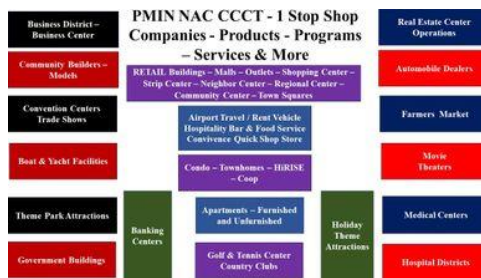 PMIN NAC CCCT - 1 Stop Shop
Companies - Products - Programs
– Services & More
Business District –
Business Center
Community Builders –
Models
Convention Centers
Trade Shows
Boat & Yacht Facilities
Theme Park Attractions
Government Buildings
RETAIL Buildings – Malls – Outlets – Shopping Center –
Strip Center – Neighbor Center – Regional Center –
Community Center – Town Squares
Airport Travel / Rent Vehicle
Hospitality Bar & Food Service
Convivence Quick Shop Store
Condo – Townhomes – HiRISE
– Coop
Banking
Centers
Apartments – Furnished
and Unfurnished
Golf & Tennis Center
Country Clubs
Holiday
Theme
Attractions
Real Estate Center
Operations
Automobile Dealers
Farmers Market
Movie
Theaters
Medical Centers
Hospital Districts